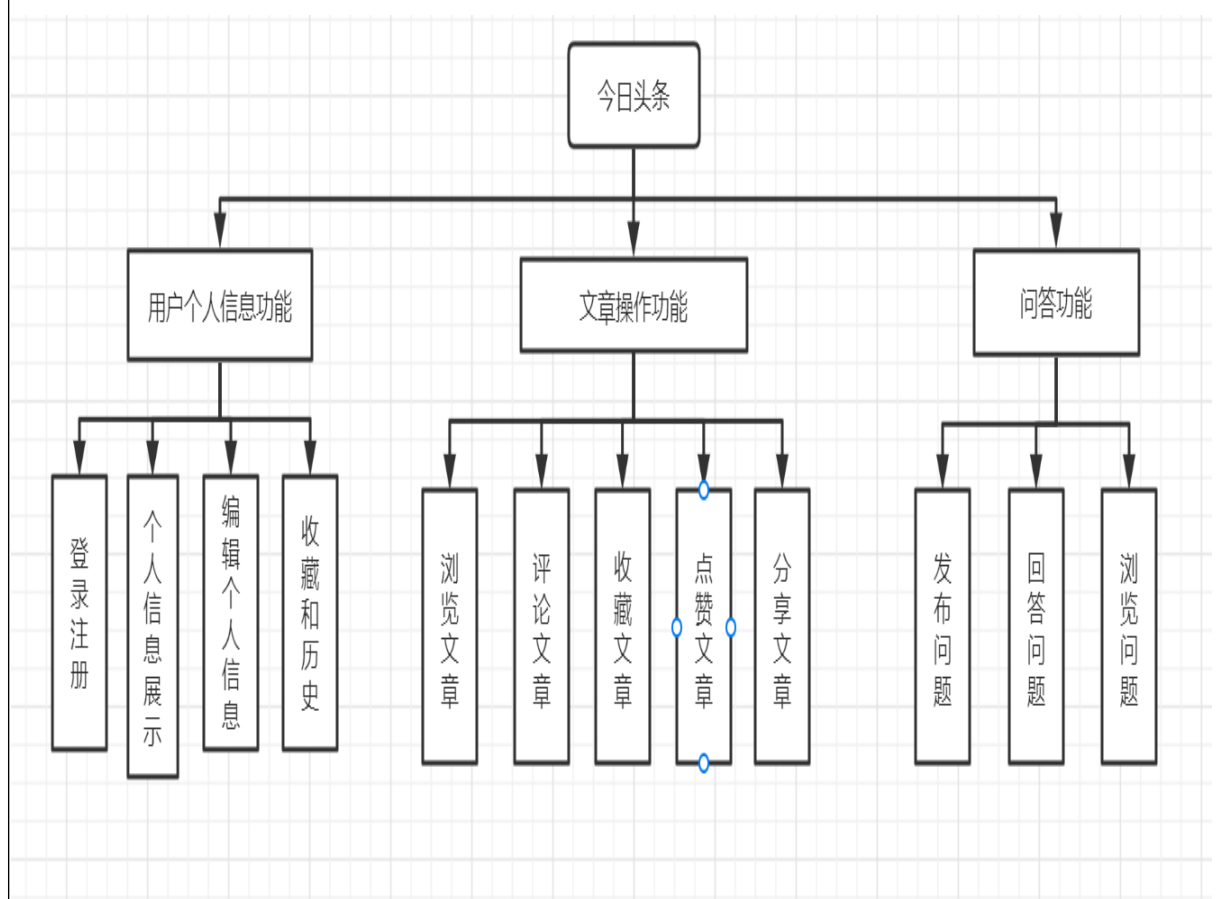 今日头条
用户个人信息功能
文章操作功能
问答功能
登录注册
个人信息展示
编辑个人信息
收藏和历史
浏览文章
评论文章
收藏文章
点赞文章
分享文章
发布问题
回答问题
浏览问题